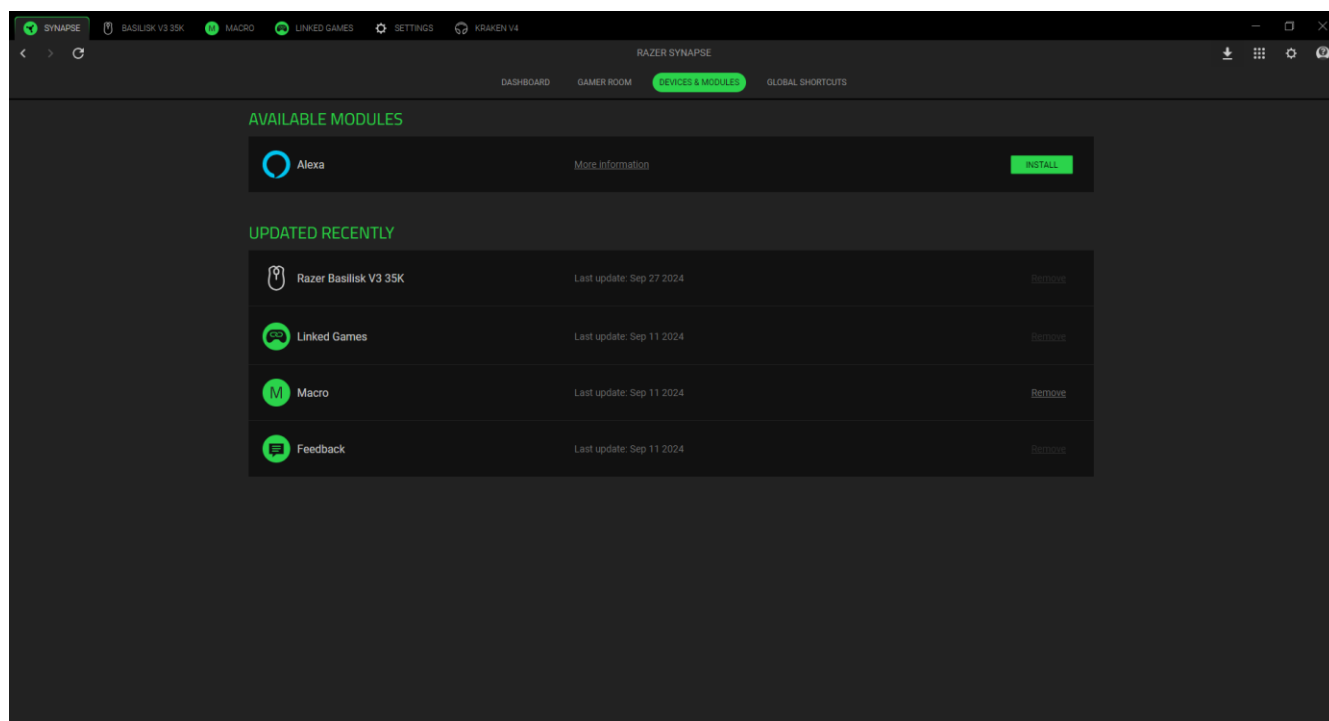 SYNAPSE BASILISK V3 35K M MACRO LINKED GAMES SETTINGS KRAKEN V4
RAZER SYNAPSE
DASHBOARD GAMER ROOM DEVICES & MODULES GLOBAL SHORTCUTS
AVAILABLE MODULES
Alexa More information INSTALL
UPDATED RECENTLY
Razer Basilisk V3 35K Last update: Sep 27 2024 Remove
Linked Games Last update: Sep 11 2024 Remove
M Macro Last update: Sep 11 2024 Remove
Feedback Last update: Sep 11 2024 Remove